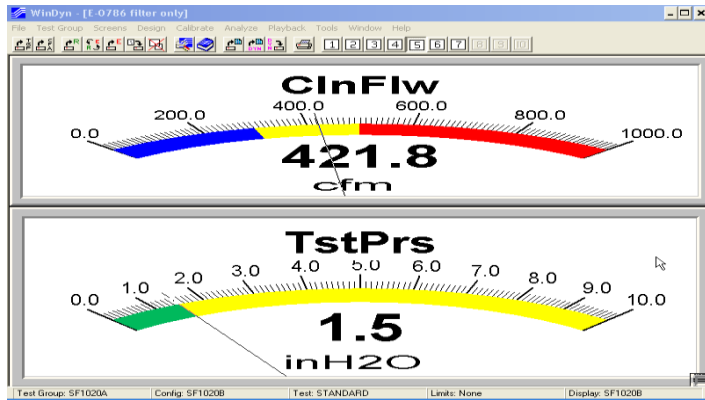 WinDyn - [E-0786 filter only]
File Test Group Screens Design Calibrate Analyze Playback Tools Window Help
1 2 3 4 5 6 7 8 9 10
ClnFlw
0.0 200.0 400.0 600.0 800.0 1000.0
421.8
cfm
TstPrs
0.0 1.0 2.0 3.0 4.0 5.0 6.0 7.0 8.0 9.0 10.0
1.5
inH2O
Test Group: SF1020A Config: SF1020B Test: STANDARD Limits: None Display: SF1020B